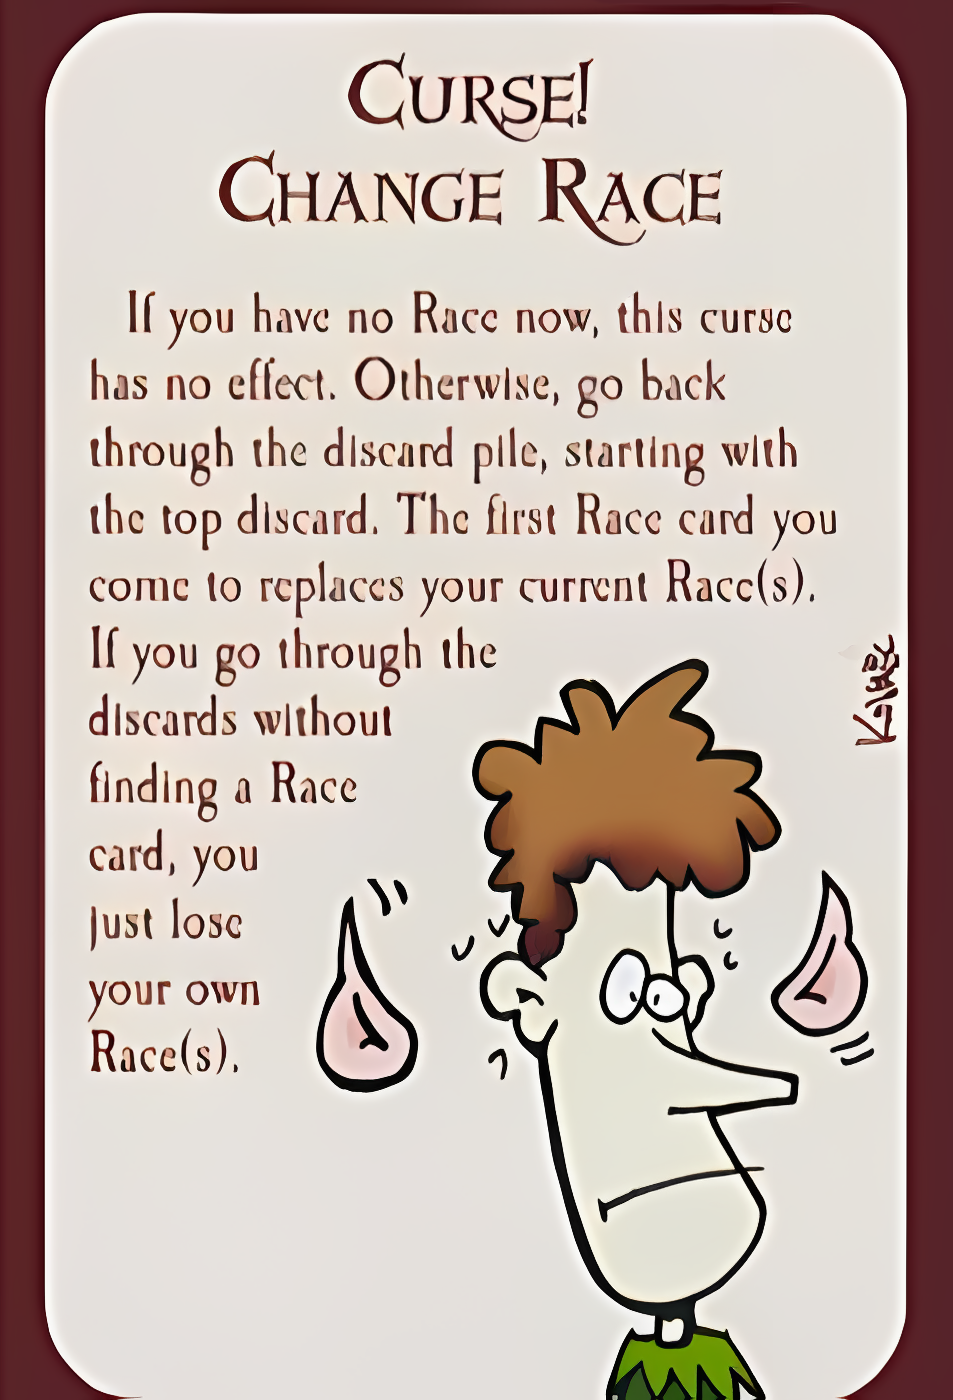 CURSE!
CHANGE RACE
If you have no Race now, this curse
has no effect. Otherwise, go back
through the discard pile, starting with
the top discard. The first Race card you
come to replaces your current Race(s).
If you go through the
discards without
finding a Race
card, you
just lose
your own
Race(s).